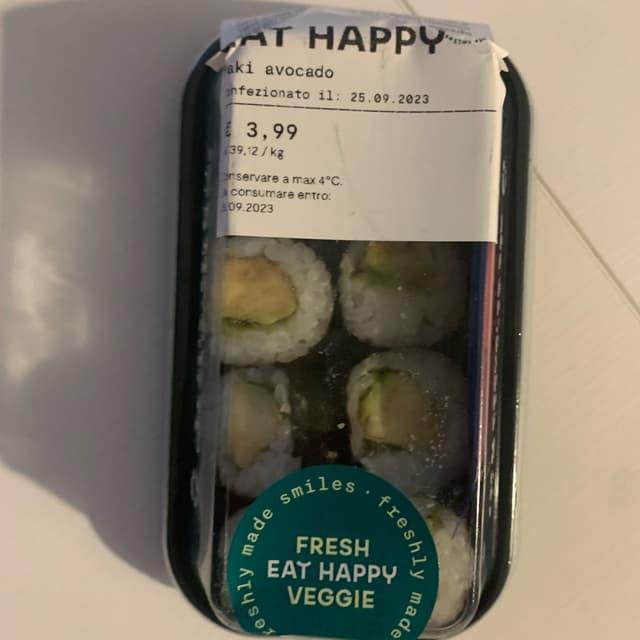 EAT HAPPY
aki avocado
nfezionato il: 25.09.2023
€ 3,99
€39,12/kg
onservare a max 4°C.
a consumare entro:
.09.2023
freshly made smiles · freshly made
FRESH
EAT HAPPY
VEGGIE